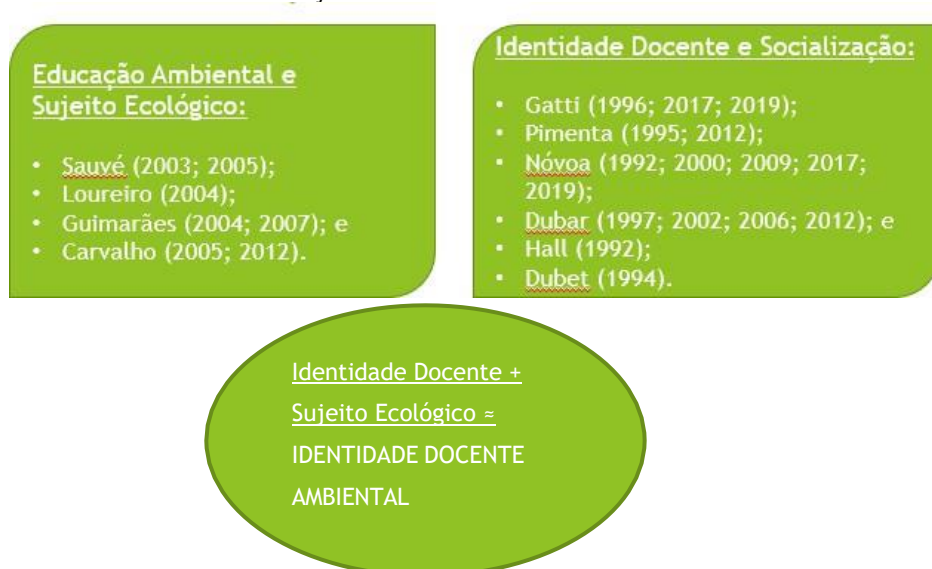 Educação Ambiental e
Sujeito Ecológico:
• Sauvé (2003; 2005);
• Loureiro (2004);
• Guimarães (2004; 2007); e
• Carvalho (2005; 2012).
Identidade Docente e Socialização:
• Gatti (1996; 2017; 2019);
• Pimenta (1995; 2012);
• Nóvoa (1992; 2000; 2009; 2017;
2019);
• Dubar (1997; 2002; 2006; 2012); e
• Hall (1992);
• Dubet (1994).
Identidade Docente +
Sujeito Ecológico ≈
IDENTIDADE DOCENTE
AMBIENTAL